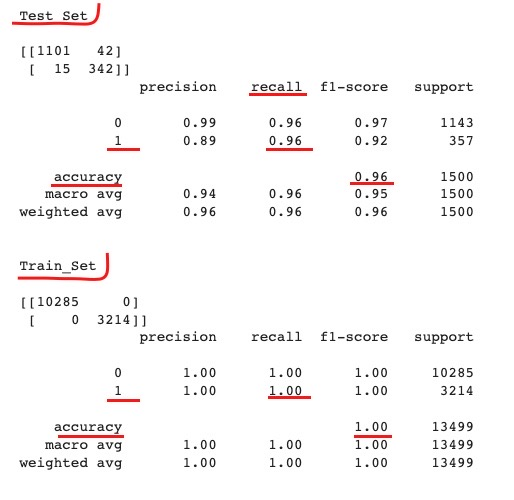 Test Set
[[1101 42]
[ 15 342]]
precision recall f1-score support
0 0.99 0.96 0.97 1143
1 0.89 0.96 0.92 357
accuracy 0.96 1500
macro avg 0.94 0.96 0.95 1500
weighted avg 0.96 0.96 0.96 1500
Train_Set
[[10285 0]
[ 0 3214]]
precision recall f1-score support
0 1.00 1.00 1.00 10285
1 1.00 1.00 1.00 3214
accuracy 1.00 13499
macro avg 1.00 1.00 1.00 13499
weighted avg 1.00 1.00 1.00 13499